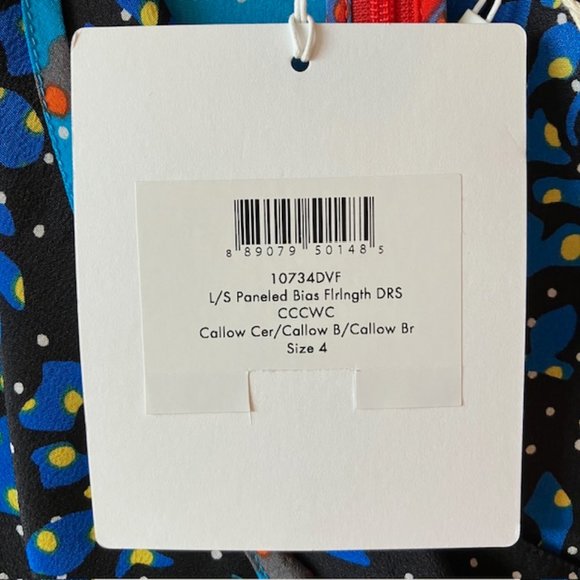 8 89079 50148 5
10734DVF
L/S Paneled Bias Flrlngth DRS
CCCWC
Callow Cer/Callow B/Callow Br
Size 4